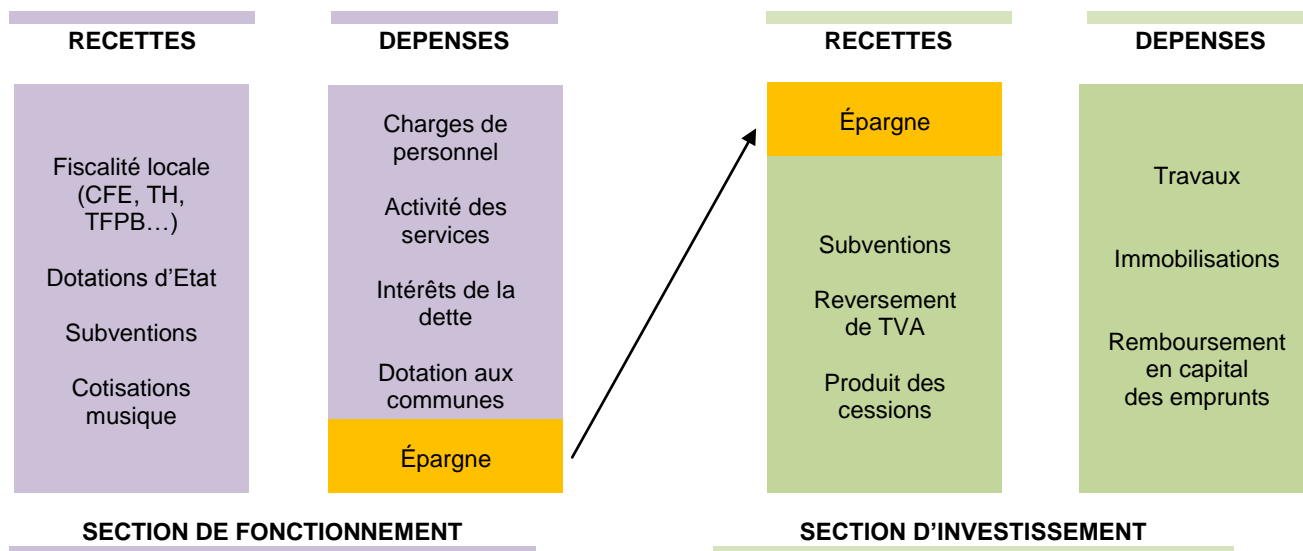 RECETTES
DEPENSES
RECETTES
DEPENSES
Fiscalité locale
(CFE, TH,
TFPB…)
Dotations d’Etat
Subventions
Cotisations
musique
Charges de
personnel
Activité des
services
Intérêts de la
dette
Dotation aux
communes
Épargne
Épargne
Subventions
Reversement
de TVA
Produit des
cessions
Travaux
Immobilisations
Remboursement
en capital
des emprunts
SECTION DE FONCTIONNEMENT
SECTION D’INVESTISSEMENT